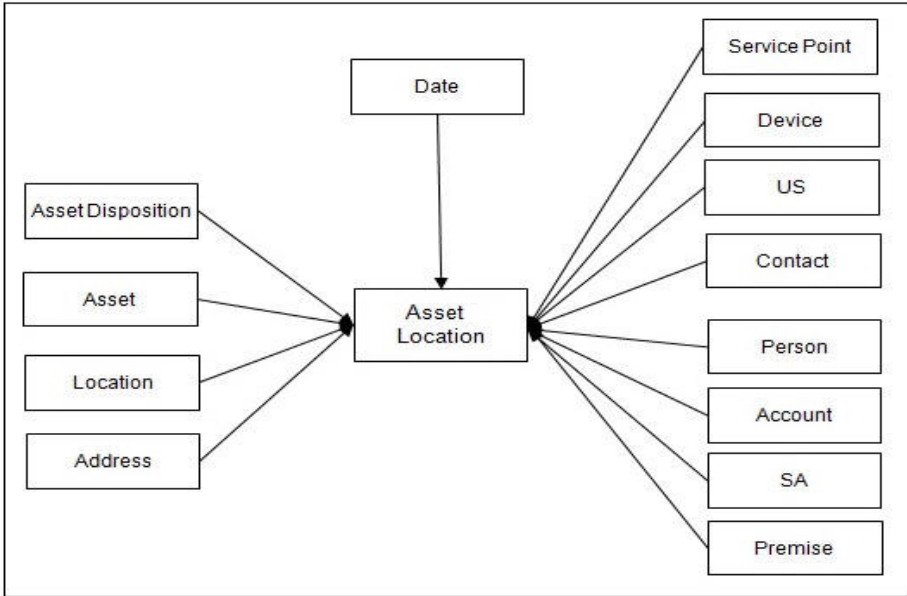 Service Point
Date
Device
US
Asset Disposition
Contact
Asset
Asset
Location
Person
Location
Account
Address
SA
Premise